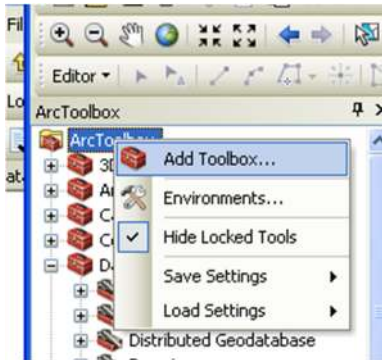 Fil
Editor
Lo
ArcToolbox
ArcToolbox
Add Toolbox...
3D
Environments...
Hide Locked Tools
Save Settings
Load Settings
Distributed Geodatabase